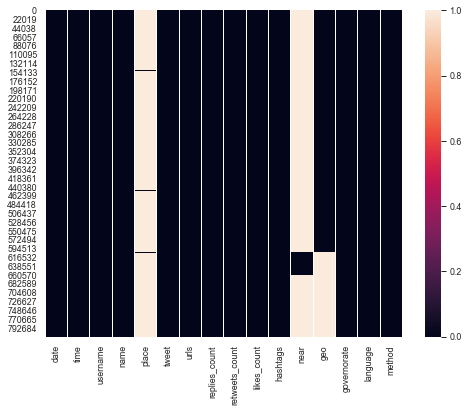 0
22019
44038
66057
88076
110095
132114
154133
176152
198171
220190
242209
264228
286247
308266
330285
352304
374323
396342
418361
440380
462399
484418
506437
528456
550475
572494
594513
616532
638551
660570
682589
704608
726627
748646
770665
792684
date
time
username
name
place
tweet
urls
replies_count
retweets_count
likes_count
hashtags
near
geo
governorate
language
method
1.0
0.8
0.6
0.4
0.2
0.0